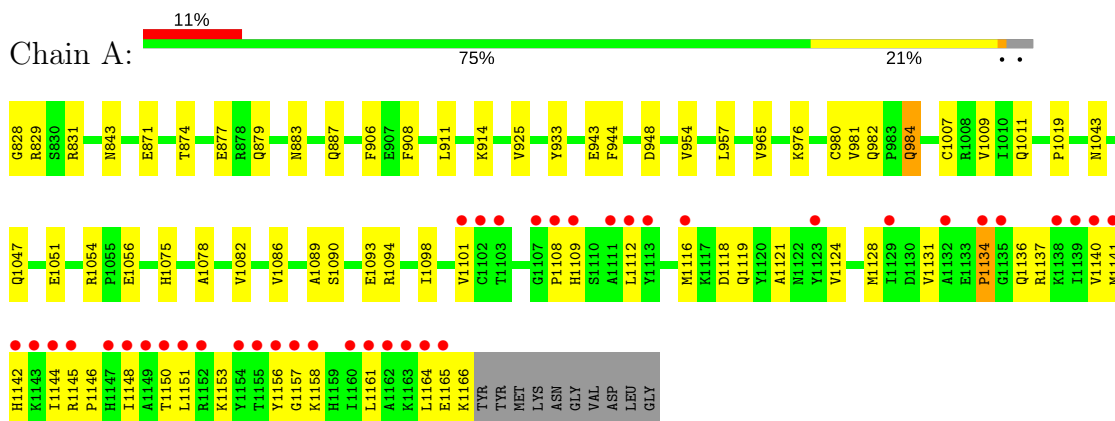 11%
Chain A:
75% 21% • •
G828 R829 S830 R831 N843 E871 T874 E877 R878 Q879 N883 Q887 F906 E907 F908 L911 K914 V925 Y933 E943 F944 D948 V954 L957 V965 K976 C980 V981 Q982 P983 Q984 C1007 R1008 V1009 I1010 Q1011 P1019 N1043
Q1047 E1051 R1054 P1055 E1056 H1075 A1078 V1082 V1086 A1089 S1090 E1093 R1094 I1098 V1101 C1102 T1103 G1107 P1108 H1109 S1110 A1111 L1112 Y1113 M1116 K1117 D1118 Q1119 Y1120 A1121 N1122 Y1123 V1124 M1128 I1129 D1130 V1131 A1132 E1133 P1134 G1135 Q1136 R1137 K1138 I1139 V1140 M1141
H1142 K1143 I1144 R1145 P1146 H1147 I1148 A1149 T1150 L1151 R1152 K1153 Y1154 T1155 Y1156 G1157 K1158 H1159 I1160 L1161 A1162 K1163 L1164 E1165 K1166 TYR TYR MET LYS ASN GLY VAL ASP LEU GLY